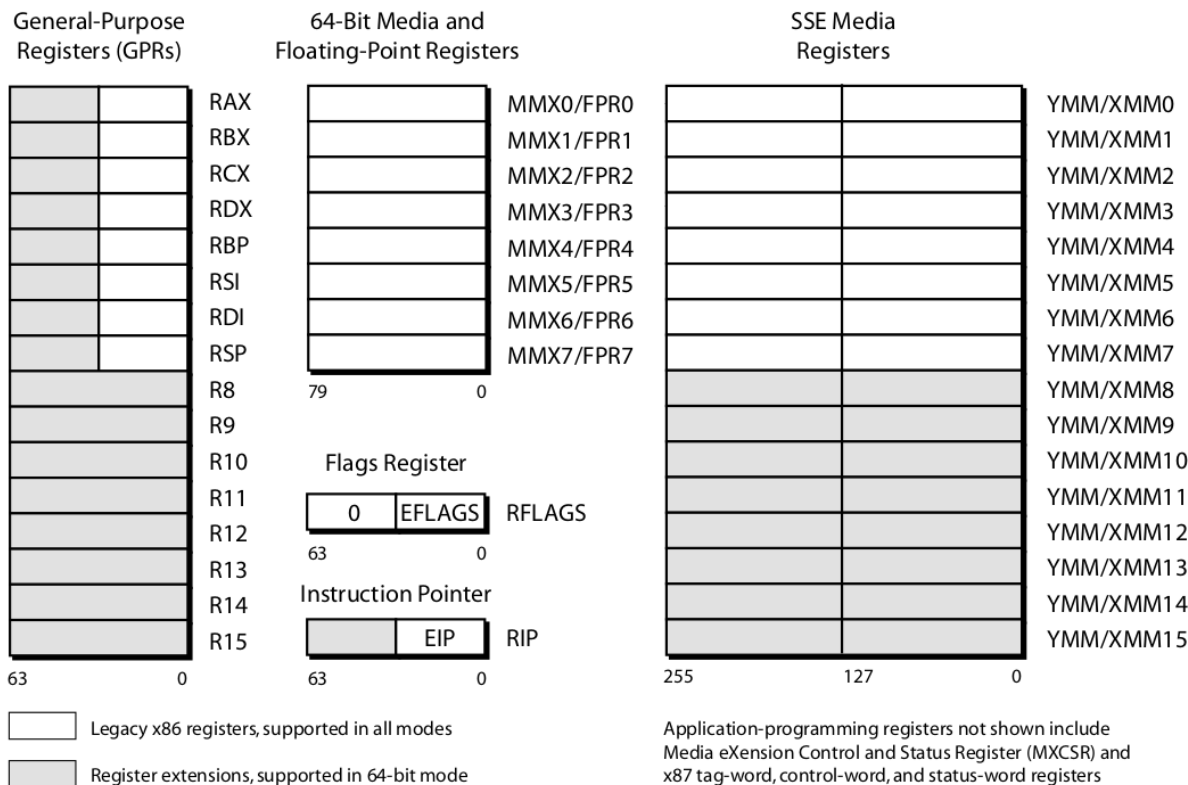 General-Purpose
Registers (GPRs)
64-Bit Media and
Floating-Point Registers
SSE Media
Registers
RAX
RBX
RCX
RDX
RBP
RSI
RDI
RSP
R8
R9
R10
R11
R12
R13
R14
R15
63 0
MMX0/FPR0
MMX1/FPR1
MMX2/FPR2
MMX3/FPR3
MMX4/FPR4
MMX5/FPR5
MMX6/FPR6
MMX7/FPR7
79 0
Flags Register
0 EFLAGS RFLAGS
63 0
Instruction Pointer
EIP RIP
63 0
YMM/XMM0
YMM/XMM1
YMM/XMM2
YMM/XMM3
YMM/XMM4
YMM/XMM5
YMM/XMM6
YMM/XMM7
YMM/XMM8
YMM/XMM9
YMM/XMM10
YMM/XMM11
YMM/XMM12
YMM/XMM13
YMM/XMM14
YMM/XMM15
255 127 0
Legacy x86 registers, supported in all modes
Register extensions, supported in 64-bit mode
Application-programming registers not shown include
Media eXension Control and Status Register (MXCSR) and
x87 tag-word, control-word, and status-word registers